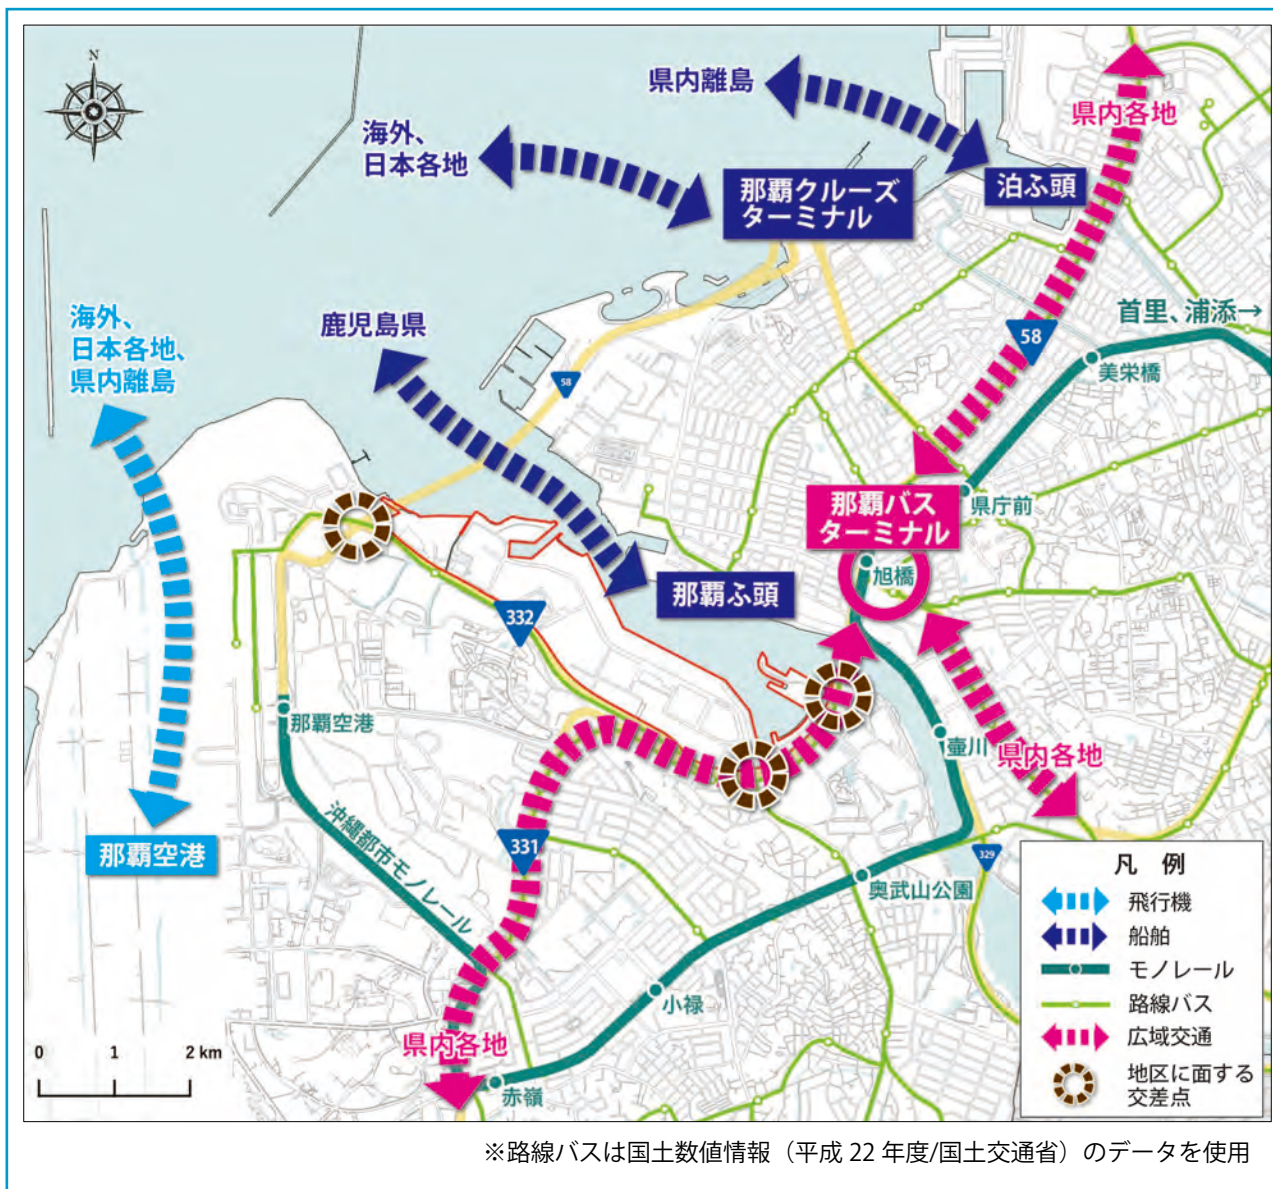 N
県内離島
県内各地
海外、
日本各地
那覇クルーズ
ターミナル
泊ふ頭
海外、
日本各地、
県内離島
鹿児島県
首里、浦添→
58
58
美栄橋
那覇バス
ターミナル
県庁前
旭橋
那覇ふ頭
332
那覇空港
壷川
県内各地
沖縄都市モノレール
331
那覇空港
329
奥武山公園
小禄
県内各地
赤嶺
0 1 2 km
凡 例
飛行機
船舶
モノレール
路線バス
広域交通
地区に面する
交差点
※路線バスは国土数値情報（平成 22 年度/国土交通省）のデータを使用